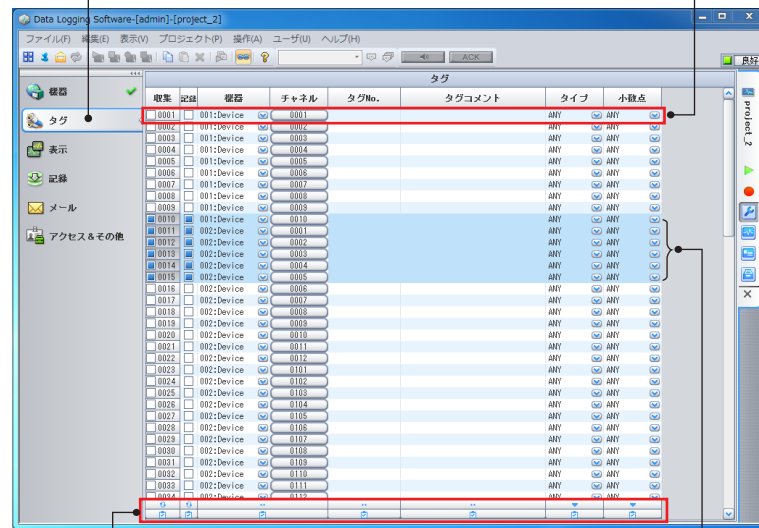 Data Logging Software-[admin]-[project_2]
ファイル(F) 編集(E) 表示(V) プロジェクト(P) 操作(A) ユーザ(U) ヘルプ(H)
ACK
良好
タグ
機器
タグ
表示
記録
メール
アクセス&その他
収集 記録 機器 チャネル タグNo. タグコメント タイプ 小数点
0001 001:Device 0001 ANY ANY
0002 001:Device 0002 ANY ANY
0003 001:Device 0003 ANY ANY
0004 001:Device 0004 ANY ANY
0005 001:Device 0005 ANY ANY
0006 001:Device 0006 ANY ANY
0007 001:Device 0007 ANY ANY
0008 001:Device 0008 ANY ANY
0009 001:Device 0009 ANY ANY
0010 001:Device 0010 ANY ANY
0011 002:Device 0001 ANY ANY
0012 002:Device 0002 ANY ANY
0013 002:Device 0003 ANY ANY
0014 002:Device 0004 ANY ANY
0015 002:Device 0005 ANY ANY
0016 002:Device 0006 ANY ANY
0017 002:Device 0007 ANY ANY
0018 002:Device 0008 ANY ANY
0019 002:Device 0009 ANY ANY
0020 002:Device 0010 ANY ANY
0021 002:Device 0011 ANY ANY
0022 002:Device 0012 ANY ANY
0023 002:Device 0101 ANY ANY
0024 002:Device 0102 ANY ANY
0025 002:Device 0103 ANY ANY
0026 002:Device 0104 ANY ANY
0027 002:Device 0105 ANY ANY
0028 002:Device 0106 ANY ANY
0029 002:Device 0107 ANY ANY
0030 002:Device 0108 ANY ANY
0031 002:Device 0109 ANY ANY
0032 002:Device 0110 ANY ANY
0033 002:Device 0111 ANY ANY
0034 002:Device 0112 ANY ANY
project_2